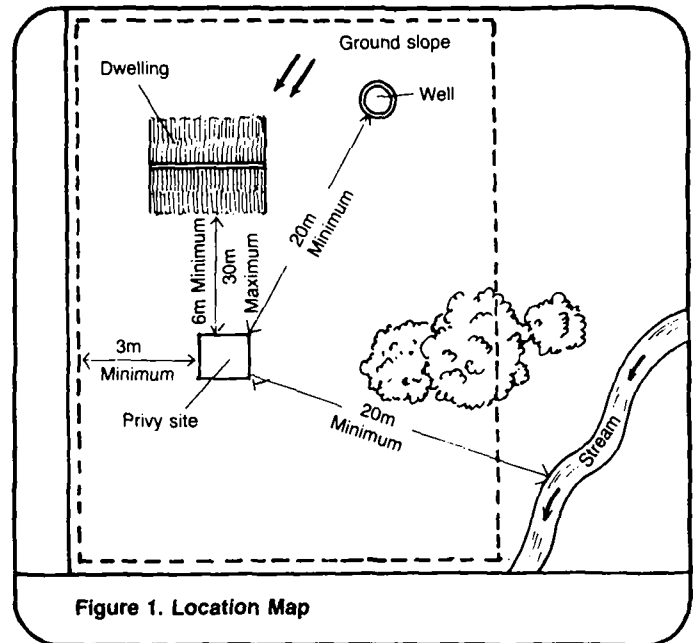 Ground slope
Dwelling
Well
20m
Minimum
6m Minimum
30m
Maximum
3m
Minimum
Privy site
20m
Minimum
Stream
Figure 1. Location Map